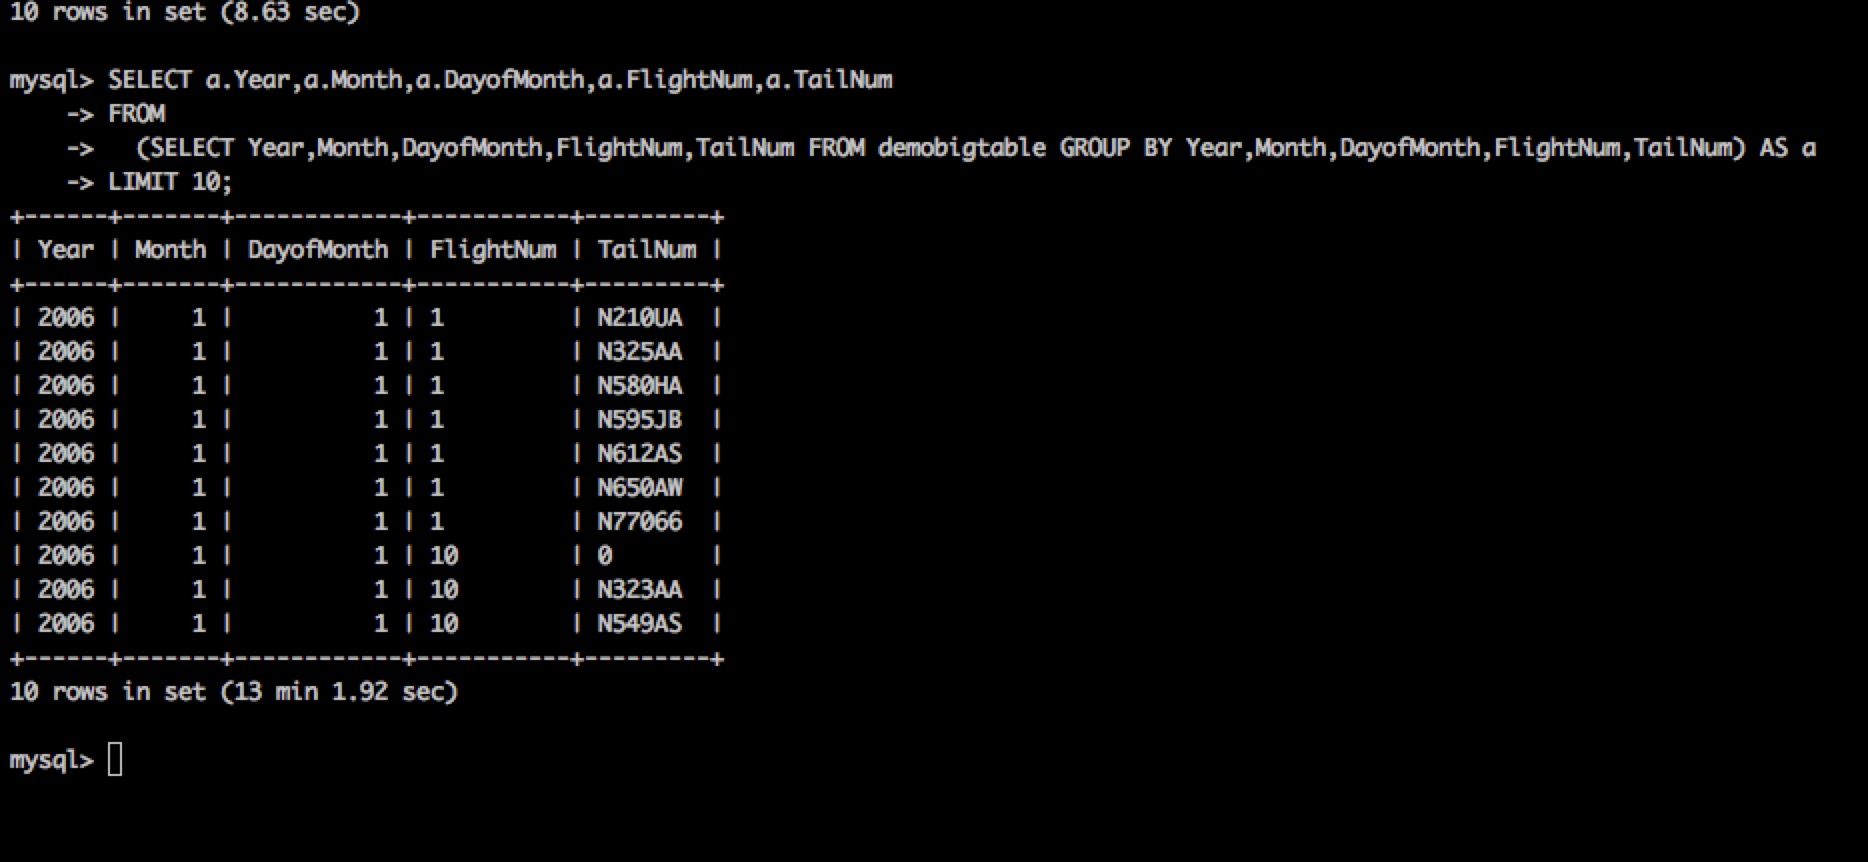 10 rows in set (8.63 sec)

mysql> SELECT a.Year,a.Month,a.DayofMonth,a.FlightNum,a.TailNum
    -> FROM
    ->   (SELECT Year,Month,DayofMonth,FlightNum,TailNum FROM demobigtable GROUP BY Year,Month,DayofMonth,FlightNum,TailNum) AS a
    -> LIMIT 10;
+------+-------+------------+-----------+---------+
| Year | Month | DayofMonth | FlightNum | TailNum |
+------+-------+------------+-----------+---------+
| 2006 |     1 |          1 | 1         | N210UA  |
| 2006 |     1 |          1 | 1         | N325AA  |
| 2006 |     1 |          1 | 1         | N580HA  |
| 2006 |     1 |          1 | 1         | N595JB  |
| 2006 |     1 |          1 | 1         | N612AS  |
| 2006 |     1 |          1 | 1         | N650AW  |
| 2006 |     1 |          1 | 1         | N77066  |
| 2006 |     1 |          1 | 10        | 0       |
| 2006 |     1 |          1 | 10        | N323AA  |
| 2006 |     1 |          1 | 10        | N549AS  |
+------+-------+------------+-----------+---------+
10 rows in set (13 min 1.92 sec)

mysql>